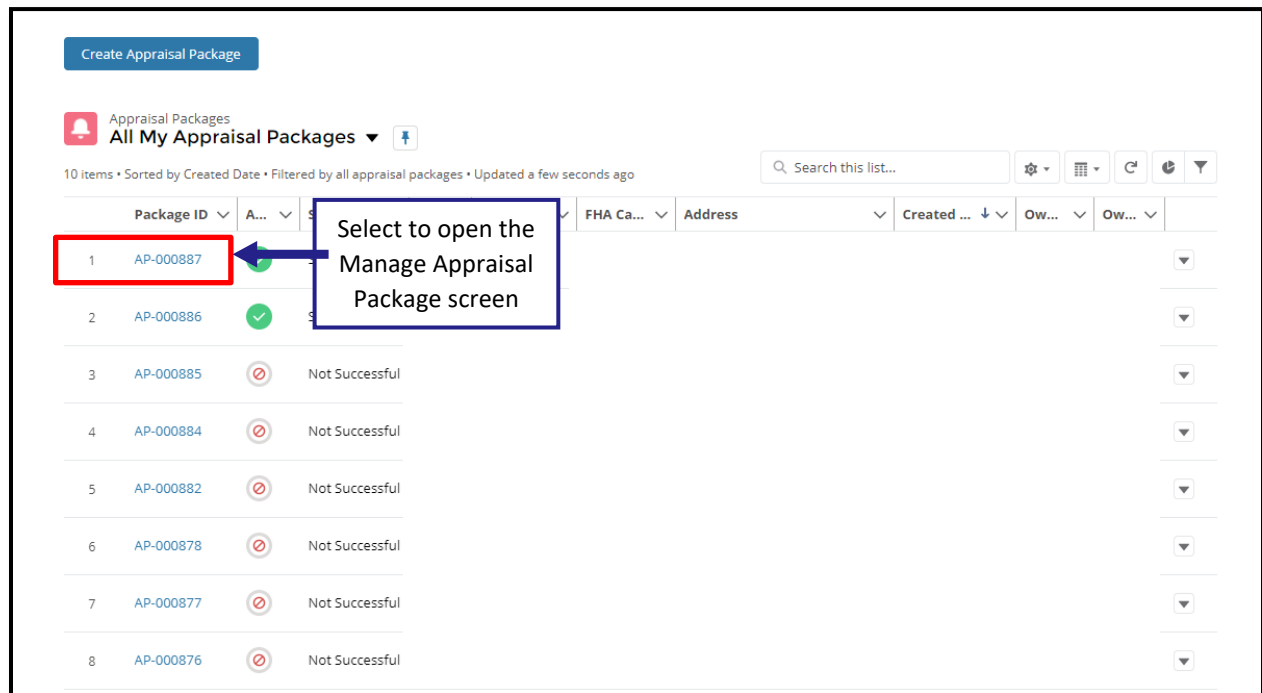 Create Appraisal Package
Appraisal Packages
All My Appraisal Packages
10 items • Sorted by Created Date • Filtered by all appraisal packages • Updated a few seconds ago
Search this list...
Package ID A... S FHA Ca... Address Created ... Ow... Ow...
Select to open the
Manage Appraisal
Package screen
1 AP-000887 S
2 AP-000886 S
3 AP-000885 Not Successful
4 AP-000884 Not Successful
5 AP-000882 Not Successful
6 AP-000878 Not Successful
7 AP-000877 Not Successful
8 AP-000876 Not Successful